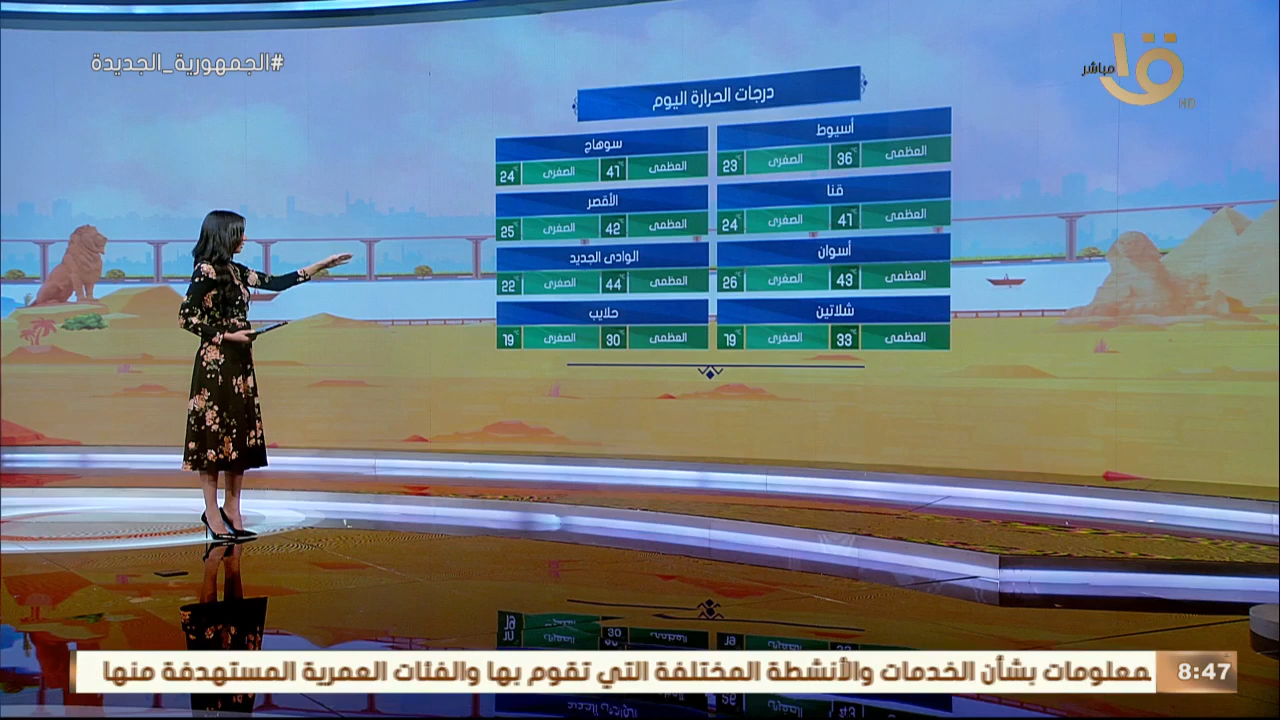 #الجمهورية_الجديدة
مباشر
HD
درجات الحرارة اليوم
أسيوط
العظمى 36 الصغرى 23
سوهاج
العظمى 41 الصغرى 24
قنا
العظمى 41 الصغرى 24
الأقصر
العظمى 42 الصغرى 25
أسوان
العظمى 43 الصغرى 26
الوادى الجديد
العظمى 44 الصغرى 22
شلاتين
العظمى 33 الصغرى 19
حلايب
العظمى 30 الصغرى 19
8:47
معلومات بشأن الخدمات والأنشطة المختلفة التي تقوم بها والفئات العمرية المستهدفة منها